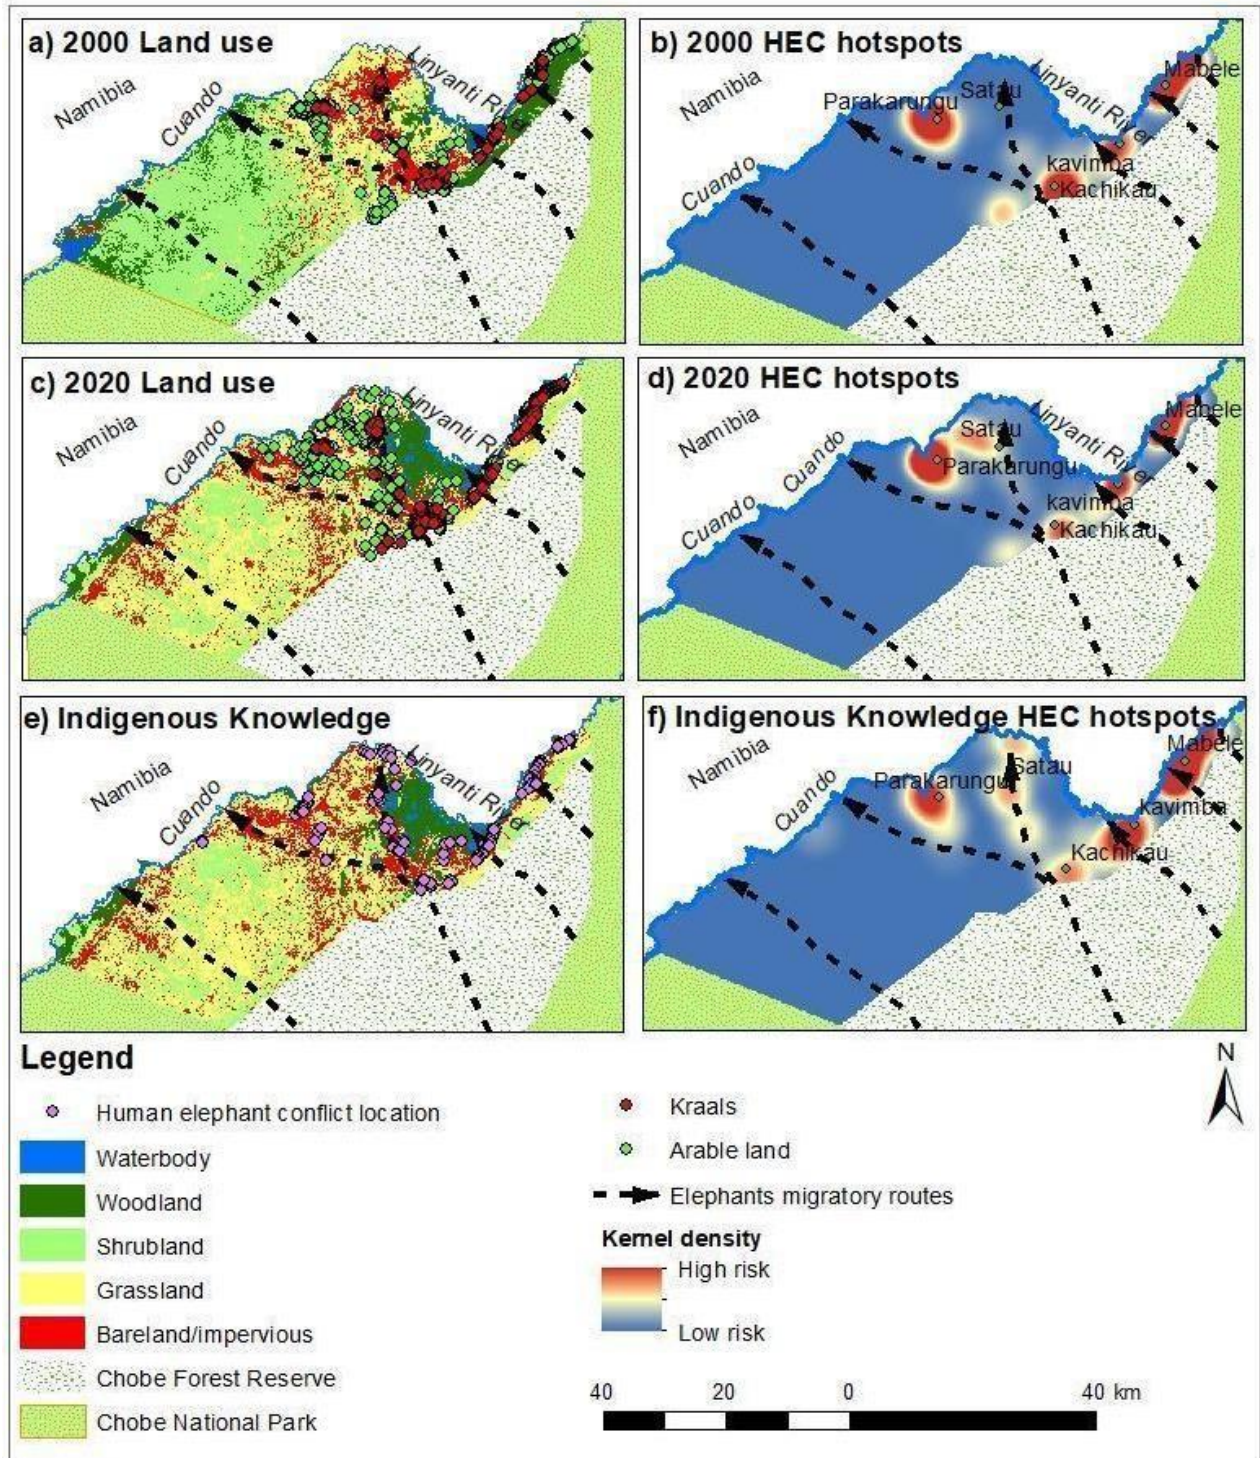 a) 2000 Land use
Namibia
Cuando
Linyanti Riv
b) 2000 HEC hotspots
Namibia
Cuando
Parakarungu
Satau
Linyanti River
Mabele
kavimba
Kachikau
c) 2020 Land use
Namibia
Cuando
Linyanti River
d) 2020 HEC hotspots
Namibia
Cuando
Cuando
Satau
Parakarungu
Linyanti River
Mabele
kavimba
Kachikau
e) Indigenous Knowledge
Namibia
Cuando
Linyanti River
f) Indigenous Knowledge HEC hotspots
Namibia
Cuando
Parakarungu
Satau
Mabele
kavimba
Kachikau
Legend
Human elephant conflict location
Waterbody
Woodland
Shrubland
Grassland
Bareland/impervious
Chobe Forest Reserve
Chobe National Park
Kraals
Arable land
Elephants migratory routes
Kernel density
High risk
Low risk
N
40 20 0 40 km